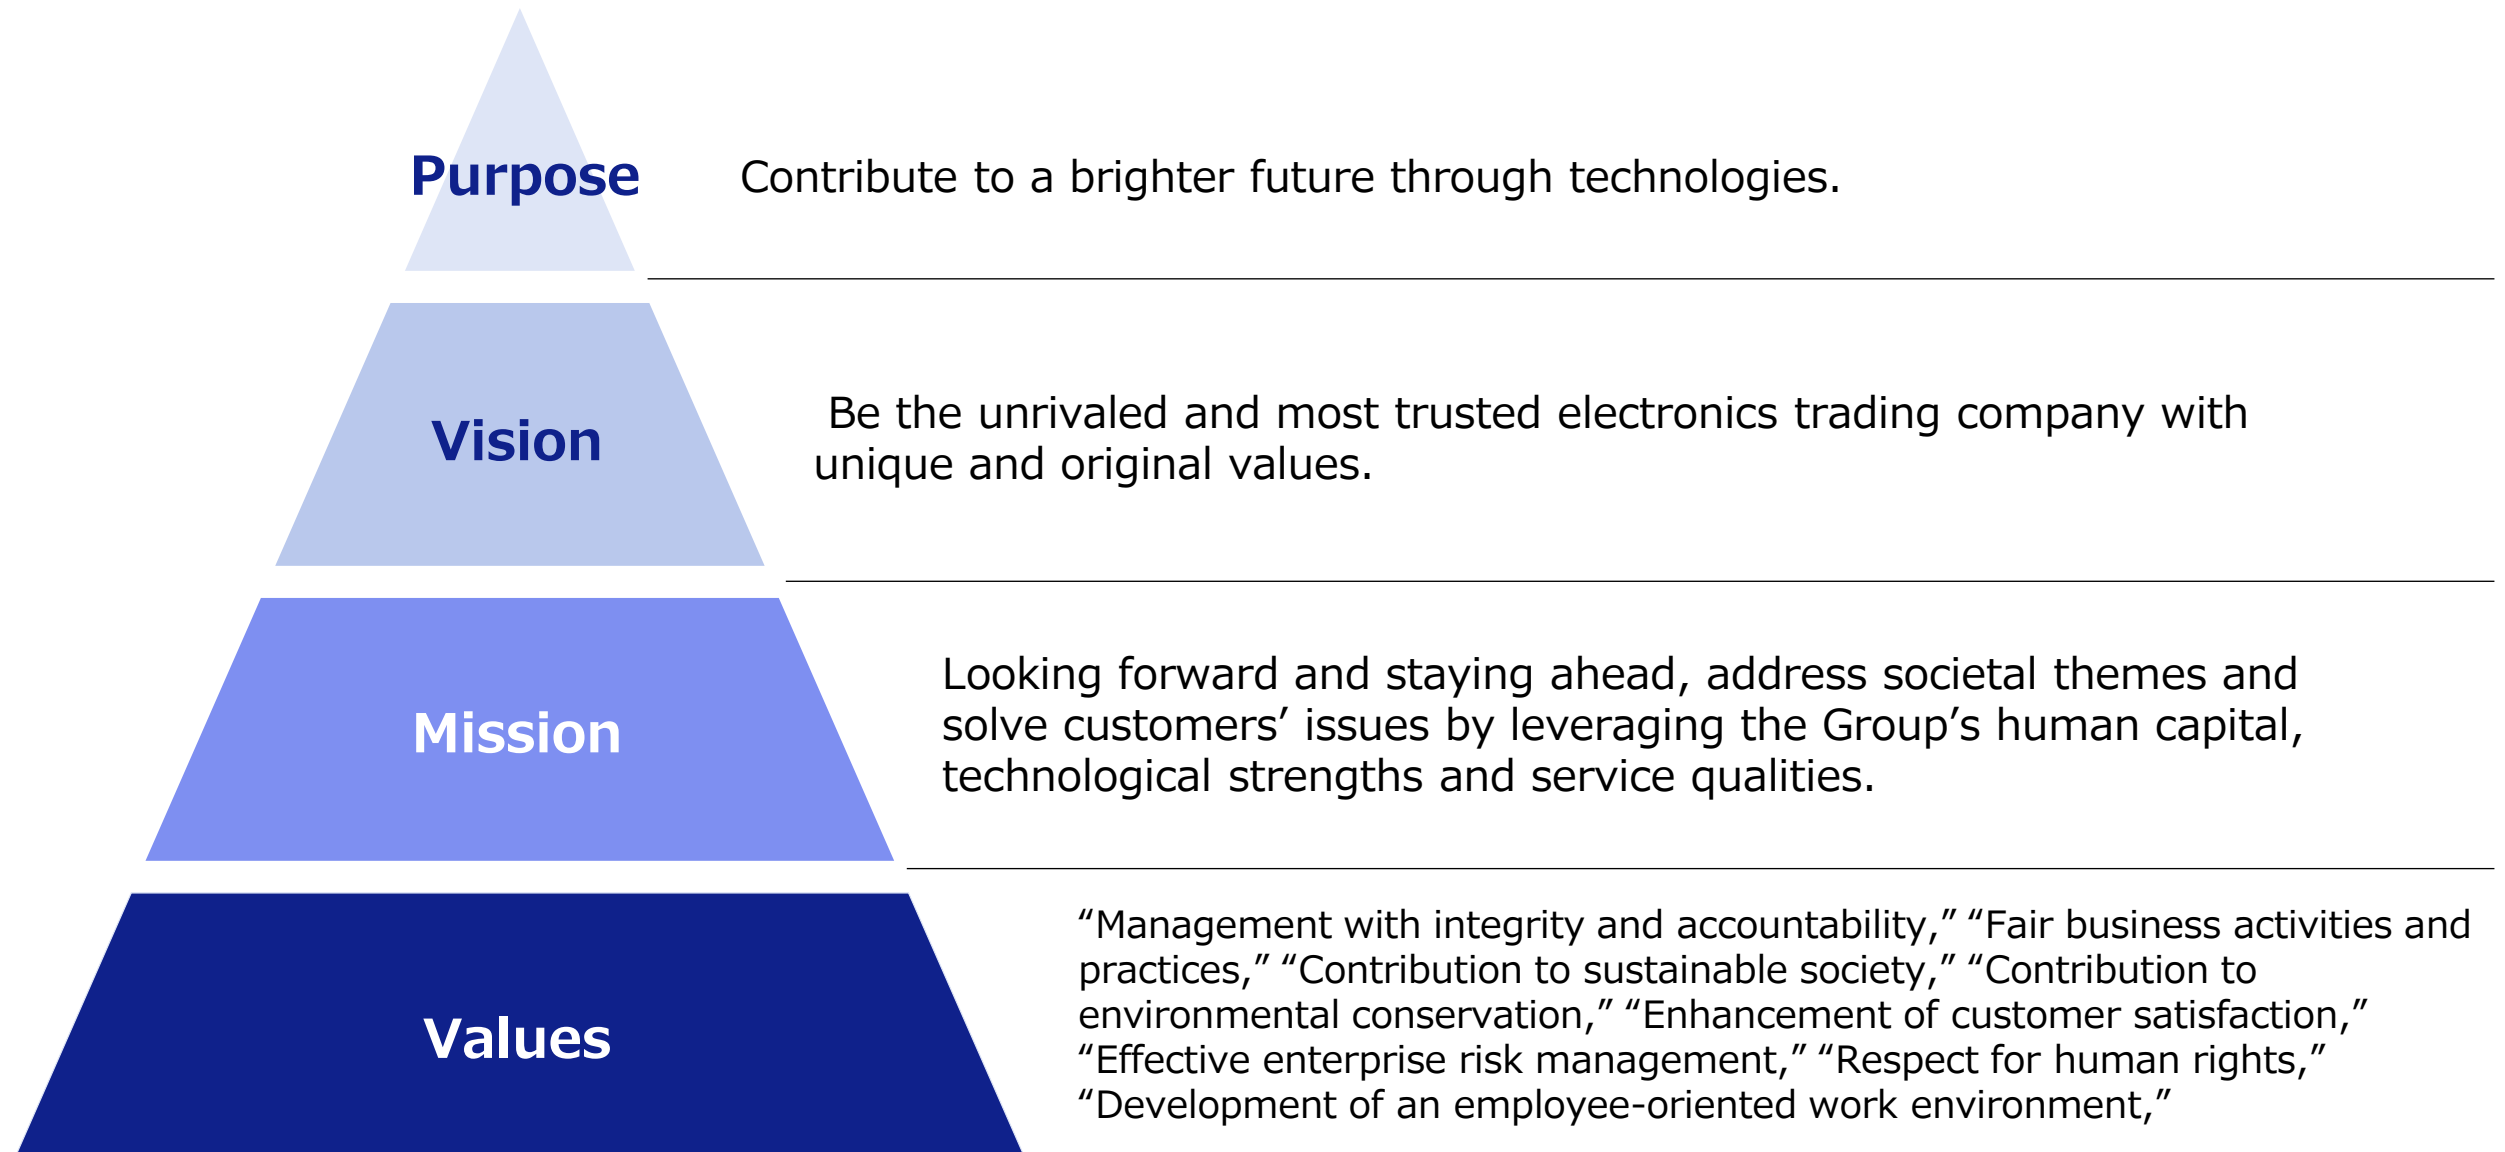 Purpose
Contribute to a brighter future through technologies.
Vision
Be the unrivaled and most trusted electronics trading company with
unique and original values.
Mission
Looking forward and staying ahead, address societal themes and
solve customers’ issues by leveraging the Group’s human capital,
technological strengths and service qualities.
Values
“Management with integrity and accountability,” “Fair business activities and
practices,” “Contribution to sustainable society,” “Contribution to
environmental conservation,” “Enhancement of customer satisfaction,”
“Effective enterprise risk management,” “Respect for human rights,”
“Development of an employee-oriented work environment,”